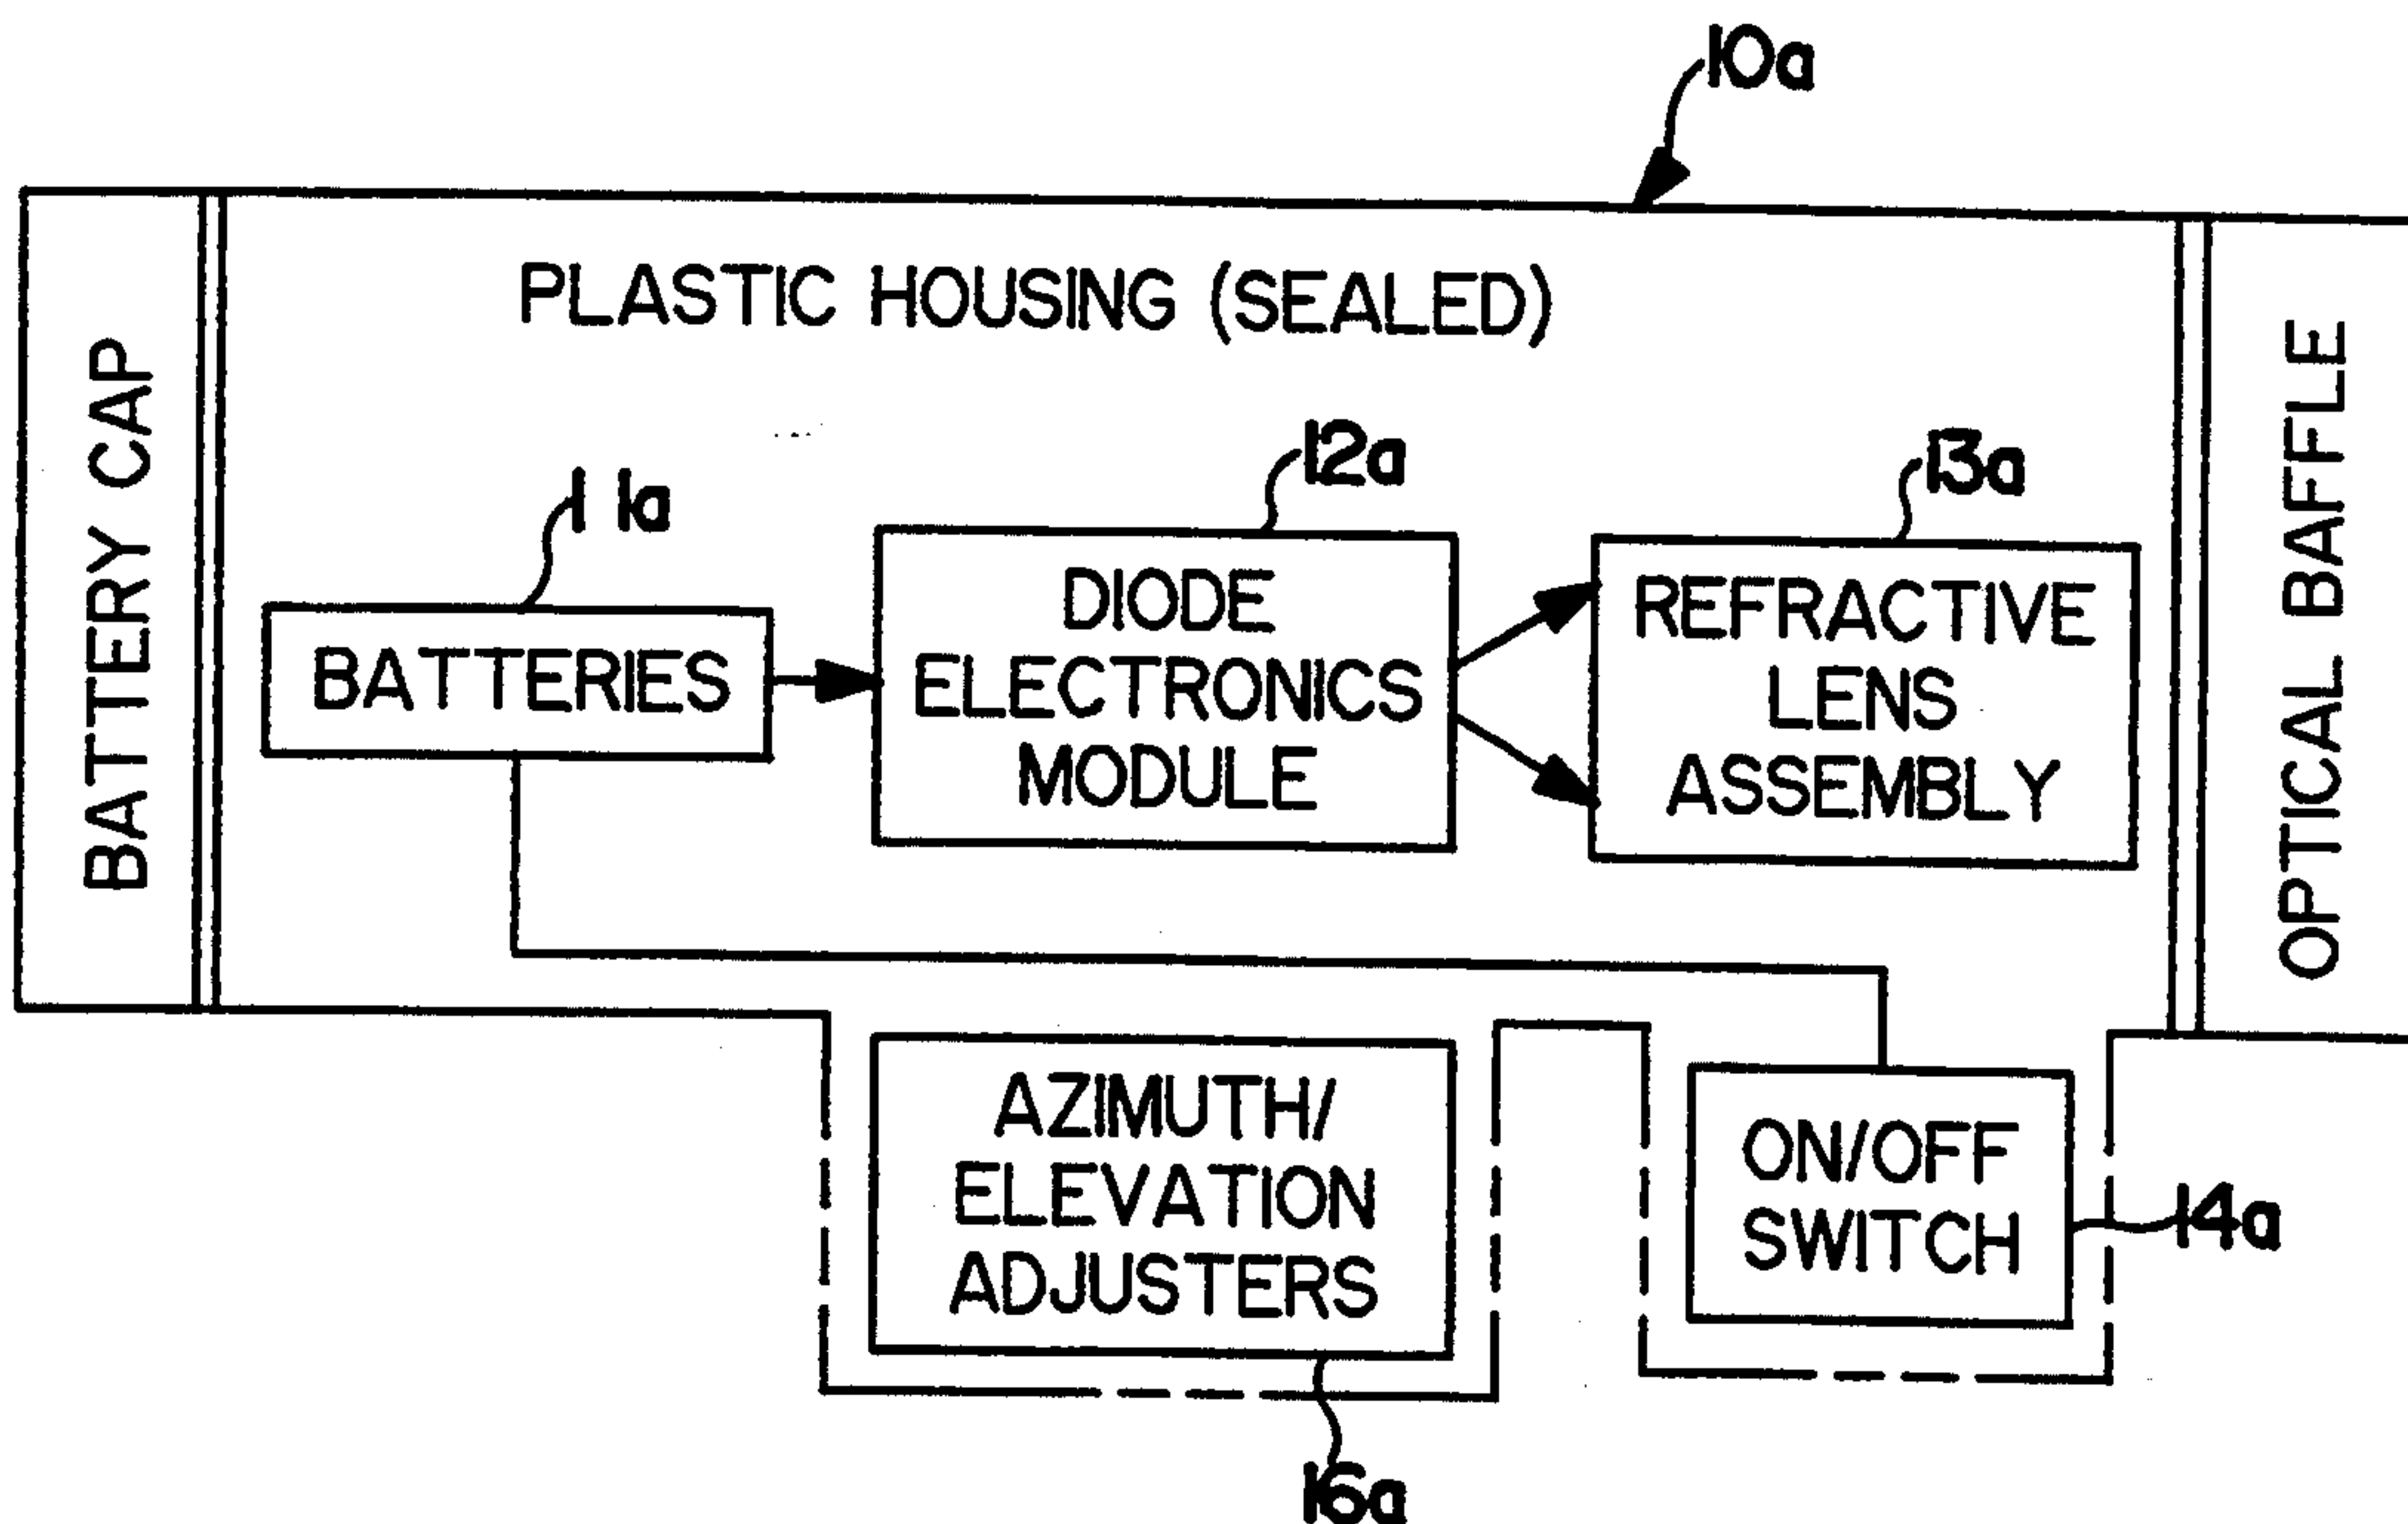 10a
PLASTIC HOUSING (SEALED)
BATTERY CAP
11a
BATTERIES
12a
DIODE
ELECTRONICS
MODULE
13a
REFRACTIVE
LENS
ASSEMBLY
OPTICAL BAFFLE
AZIMUTH/
ELEVATION
ADJUSTERS
16a
ON/OFF
SWITCH
14a